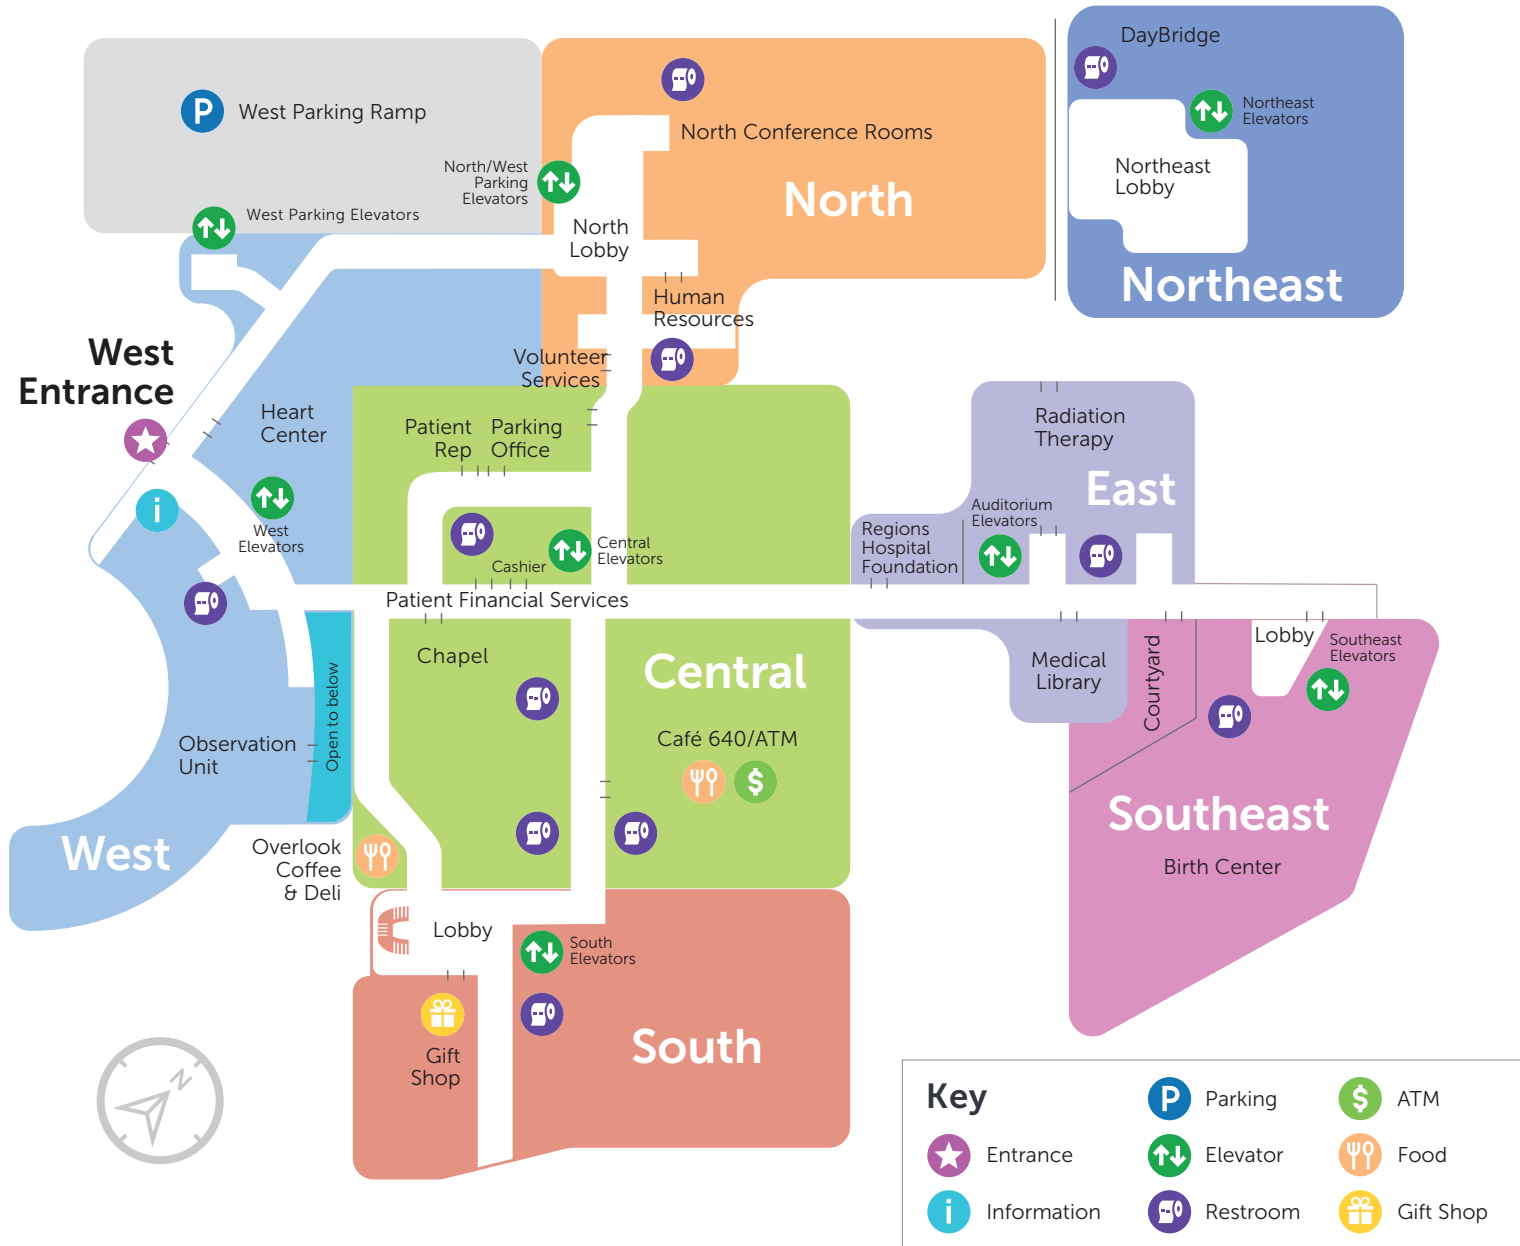 DayBridge
Northeast
Elevators
Northeast
Lobby
Northeast
P
West Parking Ramp
North Conference Rooms
North
North/West
Parking
Elevators
West Parking Elevators
North
Lobby
Human
Resources
Volunteer
Services
West
Entrance
Heart
Center
Patient
Rep
Parking
Office
Radiation
Therapy
East
Auditorium
Elevators
Regions
Hospital
Foundation
i
West
Elevators
Central
Elevators
Cashier
Patient Financial Services
Chapel
Central
Café 640/ATM
$
Medical
Library
Courtyard
Lobby
Southeast
Elevators
Southeast
Birth Center
Open to below
Observation
Unit
West
Overlook
Coffee
& Deli
Lobby
South
Elevators
Gift
Shop
South
N
Key
P
Parking
$
ATM
Entrance
Elevator
Food
i
Information
Restroom
Gift Shop